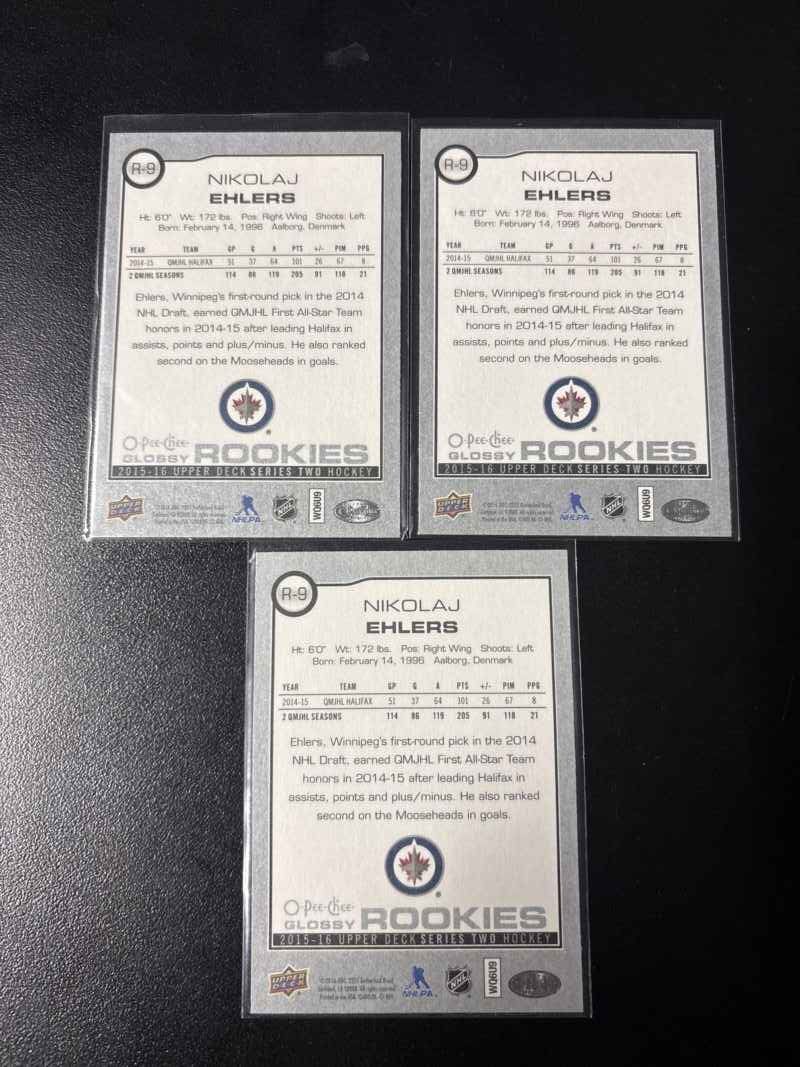 R-9
NIKOLAJ
EHLERS
Ht: 6'0" Wt: 172 lbs. Pos: Right Wing Shoots: Left
Born: February 14, 1996 Aalborg, Denmark
YEAR TEAM GP G A PTS +/- PIM PPG
2014-15 QMJHL HALIFAX 51 37 64 101 26 67 8
2 QMJHL SEASONS 114 86 119 205 91 118 21
Ehlers, Winnipeg's first-round pick in the 2014
NHL Draft, earned QMJHL First All-Star Team
honors in 2014-15 after leading Halifax in
assists, points and plus/minus. He also ranked
second on the Mooseheads in goals.
O-Pee-Chee
GLOSSY ROOKIES
2015-16 UPPER DECK SERIES TWO HOCKEY
UPPER DECK
NHLPA
NHL
WQ6U9
R-9
NIKOLAJ
EHLERS
Ht: 6'0" Wt: 172 lbs. Pos: Right Wing Shoots: Left
Born: February 14, 1996 Aalborg, Denmark
YEAR TEAM GP G A PTS +/- PIM PPG
2014-15 QMJHL HALIFAX 51 37 64 101 26 67 8
2 QMJHL SEASONS 114 86 119 205 91 118 21
Ehlers, Winnipeg's first-round pick in the 2014
NHL Draft, earned QMJHL First All-Star Team
honors in 2014-15 after leading Halifax in
assists, points and plus/minus. He also ranked
second on the Mooseheads in goals.
O-Pee-Chee
GLOSSY ROOKIES
2015-16 UPPER DECK SERIES TWO HOCKEY
UPPER DECK
NHLPA
NHL
WQ6U9
R-9
NIKOLAJ
EHLERS
Ht: 6'0" Wt: 172 lbs. Pos: Right Wing Shoots: Left
Born: February 14, 1996 Aalborg, Denmark
YEAR TEAM GP G A PTS +/- PIM PPG
2014-15 QMJHL HALIFAX 51 37 64 101 26 67 8
2 QMJHL SEASONS 114 86 119 205 91 118 21
Ehlers, Winnipeg's first-round pick in the 2014
NHL Draft, earned QMJHL First All-Star Team
honors in 2014-15 after leading Halifax in
assists, points and plus/minus. He also ranked
second on the Mooseheads in goals.
O-Pee-Chee
GLOSSY ROOKIES
2015-16 UPPER DECK SERIES TWO HOCKEY
UPPER DECK
NHLPA
NHL
WQ6U9